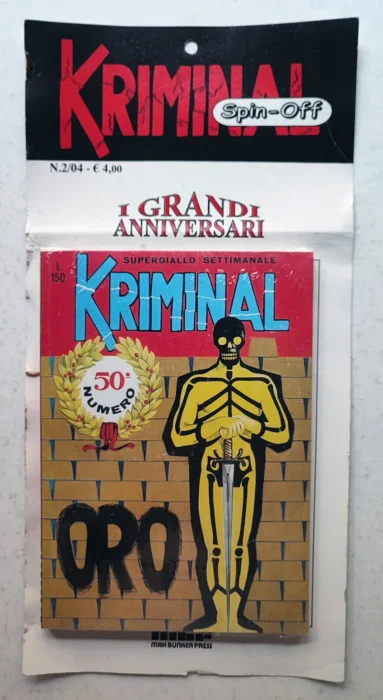 KRIMINAL
Spin-Off
N.2/04 - € 4,00
I GRANDI
ANNIVERSARI
L.
150
SUPERGIALLO SETTIMANALE
KRIMINAL
50°
NUMERO
ORO
mbp
MAX BUNKER PRESS